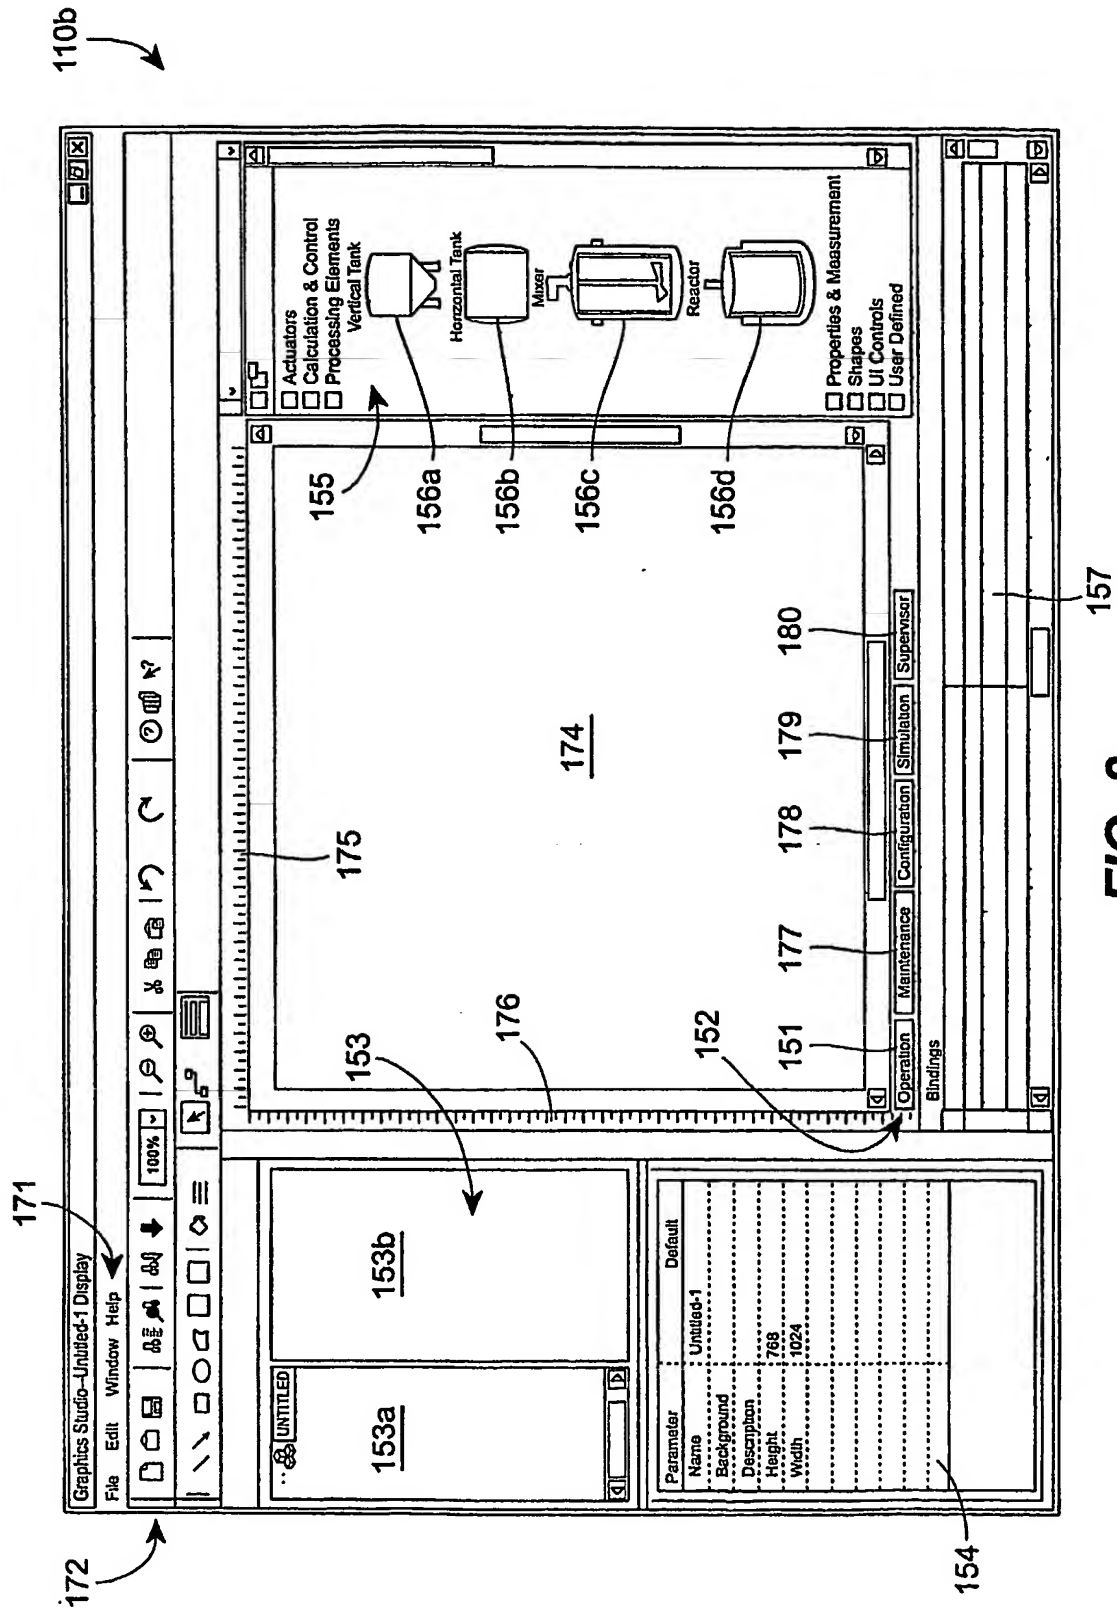 110b
Graphics Studio--Untitled-1 Display
171
File Edit Window Help
172
100%
?
?
175
153
153a
153b
UNTITLED
176
174
155
Actuators
Calculation & Control
Processing Elements
Vertical Tank
156a
Horizontal Tank
156b
Mixer
156c
Reactor
156d
Properties & Measurement
Shapes
UI Controls
User Defined
152
151
177
178
179
180
Operation
Maintenance
Configuration
Simulation
Supervisor
Bindings
157
Parameter Default
Name Untitled-1
Background
Description
Height 768
Width 1024
154